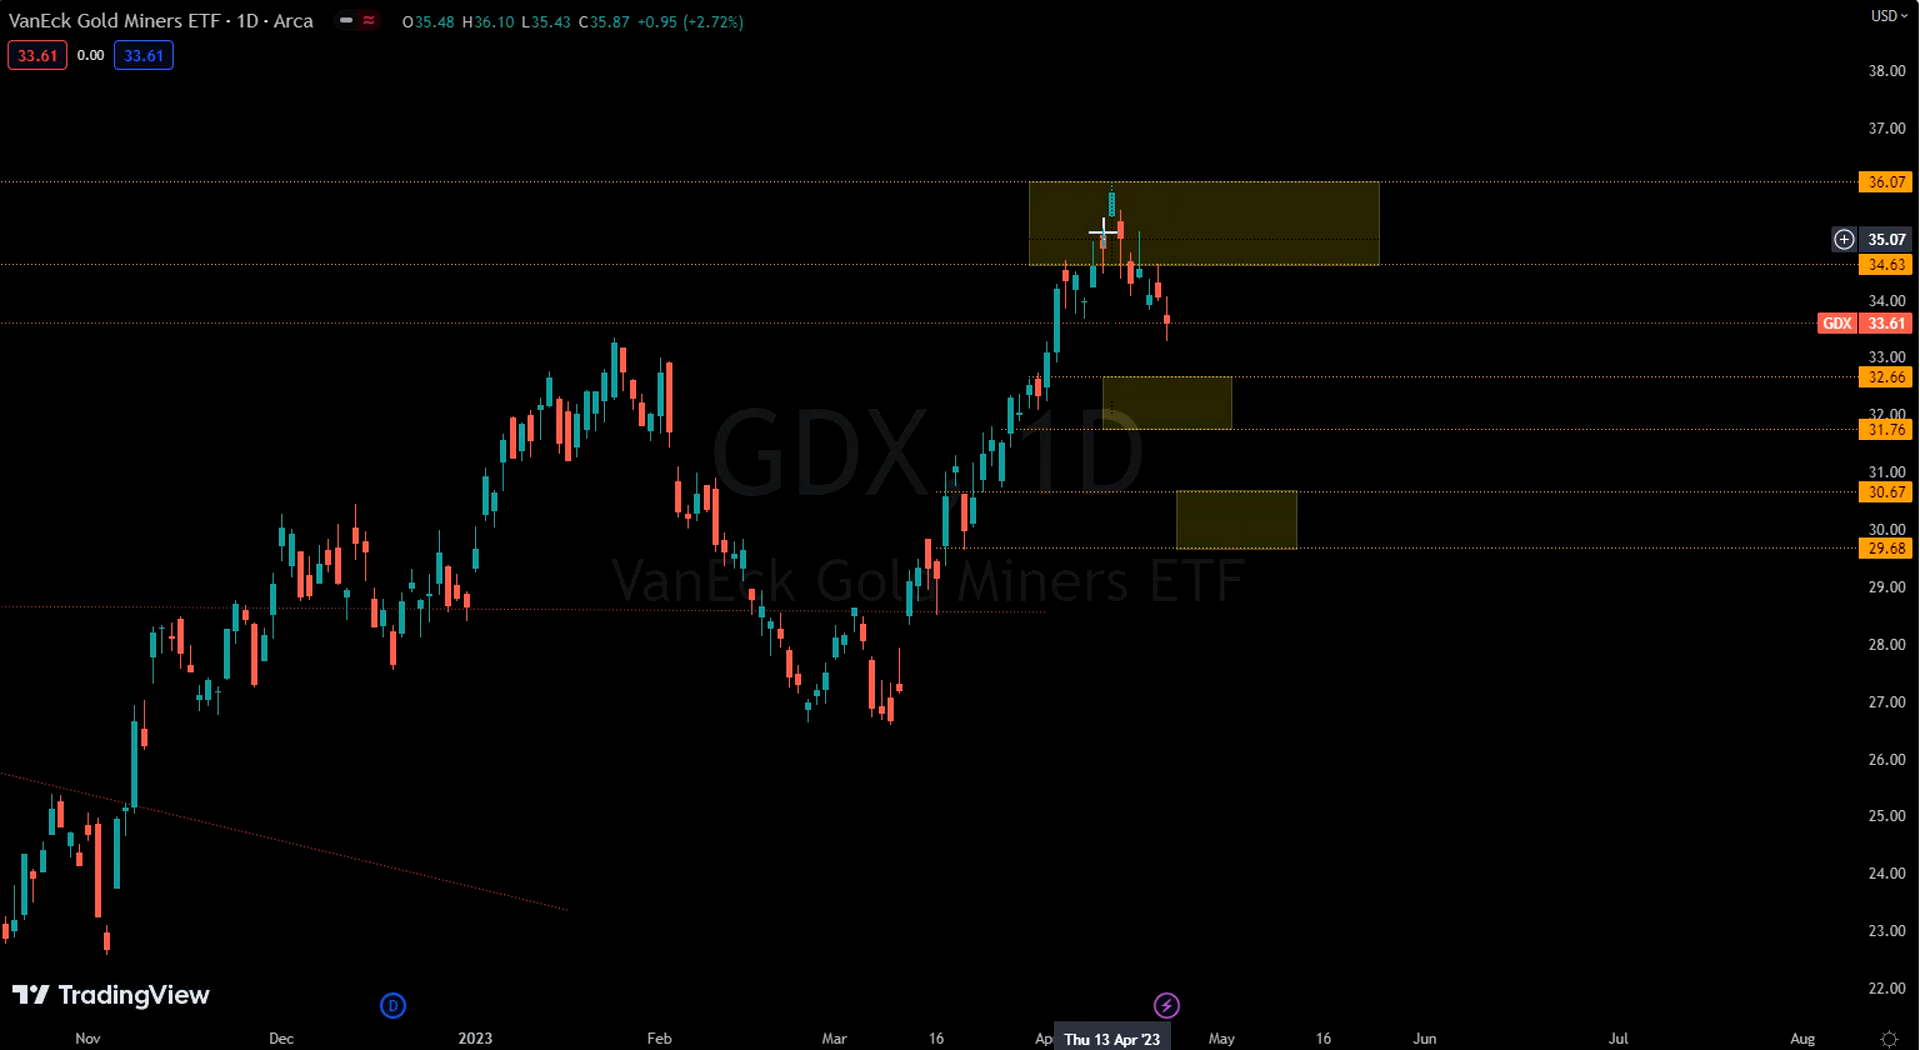 VanEck Gold Miners ETF · 1D · Arca O35.48 H36.10 L35.43 C35.87 +0.95 (+2.72%)
USD
33.61 0.00 33.61
38.00
37.00
36.07
35.07
34.63
34.00
GDX 33.61
33.00
32.66
32.00
31.76
31.00
30.67
30.00
29.68
29.00
28.00
27.00
26.00
25.00
24.00
23.00
22.00
GDX, 1D
VanEck Gold Miners ETF
TradingView
D
Nov Dec 2023 Feb Mar 16 Ap Thu 13 Apr '23 May 16 Jun Jul Aug